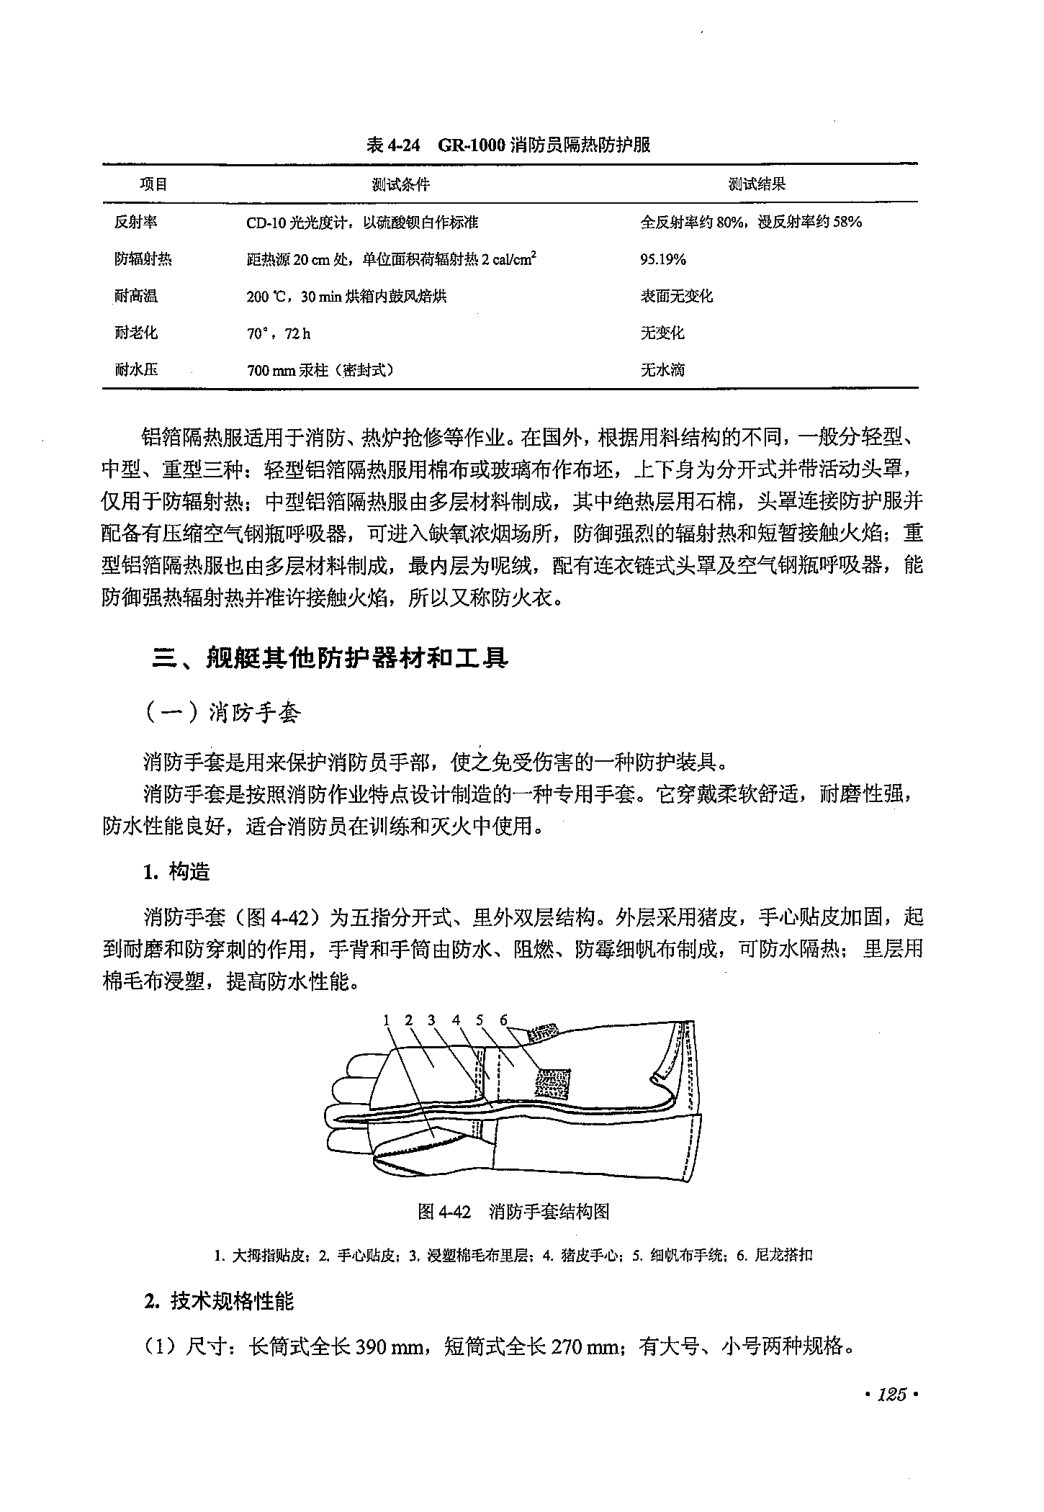 表 4-24 GR-1000 消防员隔热防护服
项目 测试条件 测试结果
反射率 CD-10 光光度计，以硫酸钡白作标准 全反射率约 80%，漫反射率约 58%
防辐射热 距热源 20 cm 处，单位面积荷辐射热 2 cal/cm² 95.19%
耐高温 200 ℃，30 min 烘箱内鼓风焙烘 表面无变化
耐老化 70°，72 h 无变化
耐水压 700 mm 汞柱（密封式） 无水滴
铝箔隔热服适用于消防、热炉抢修等作业。在国外，根据用料结构的不同，一般分轻型、
中型、重型三种：轻型铝箔隔热服用棉布或玻璃布作布坯，上下身为分开式并带活动头罩，
仅用于防辐射热；中型铝箔隔热服由多层材料制成，其中绝热层用石棉，头罩连接防护服并
配备有压缩空气钢瓶呼吸器，可进入缺氧浓烟场所，防御强烈的辐射热和短暂接触火焰；重
型铝箔隔热服也由多层材料制成，最内层为呢绒，配有连衣链式头罩及空气钢瓶呼吸器，能
防御强热辐射热并准许接触火焰，所以又称防火衣。
三、舰艇其他防护器材和工具
（一）消防手套
消防手套是用来保护消防员手部，使之免受伤害的一种防护装具。
消防手套是按照消防作业特点设计制造的一种专用手套。它穿戴柔软舒适，耐磨性强，
防水性能良好，适合消防员在训练和灭火中使用。
1. 构造
消防手套（图 4-42）为五指分开式、里外双层结构。外层采用猪皮，手心贴皮加固，起
到耐磨和防穿刺的作用，手背和手筒由防水、阻燃、防霉细帆布制成，可防水隔热；里层用
棉毛布浸塑，提高防水性能。
1 2 3 4 5 6
图 4-42 消防手套结构图
1. 大拇指贴皮；2. 手心贴皮；3. 浸塑棉毛布里层；4. 猪皮手心；5. 细帆布手统；6. 尼龙搭扣
2. 技术规格性能
（1）尺寸：长筒式全长 390 mm，短筒式全长 270 mm；有大号、小号两种规格。
· 125 ·